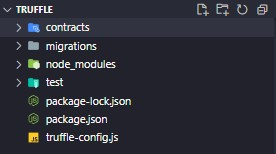 TRUFFLE
contracts
migrations
node_modules
test
package-lock.json
package.json
truffle-config.js